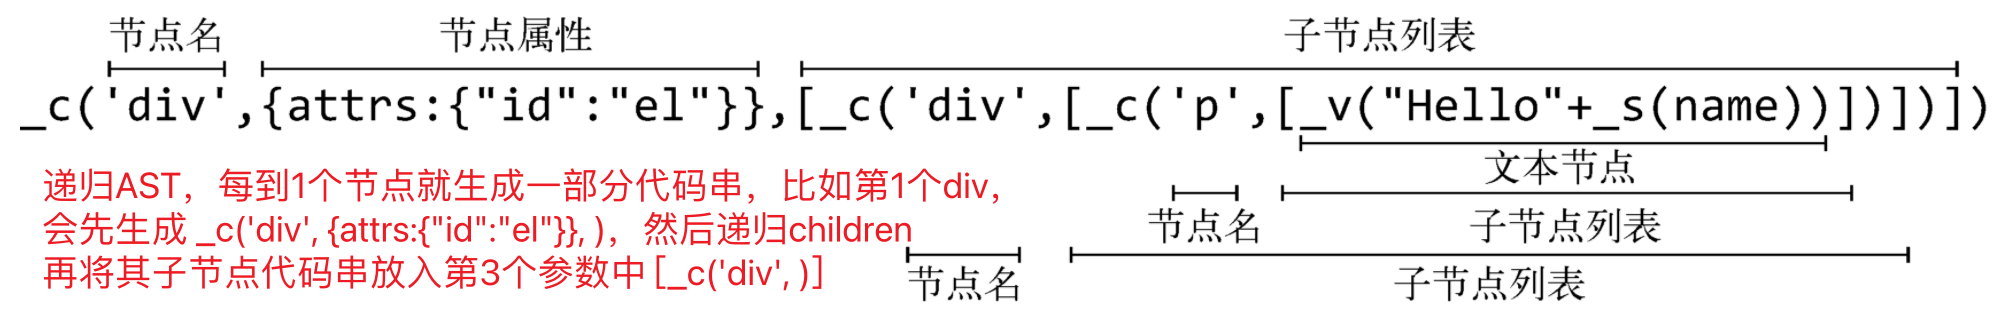 节点名 节点属性 子节点列表
_c('div',{attrs:{"id":"el"}},[_c('div',[_c('p',[_v("Hello"+_s(name))])])])
文本节点
节点名 子节点列表
节点名 子节点列表
递归AST，每到1个节点就生成一部分代码串，比如第1个div，
会先生成 _c('div', {attrs:{"id":"el"}}, )，然后递归children
再将其子节点代码串放入第3个参数中 [_c('div', )]